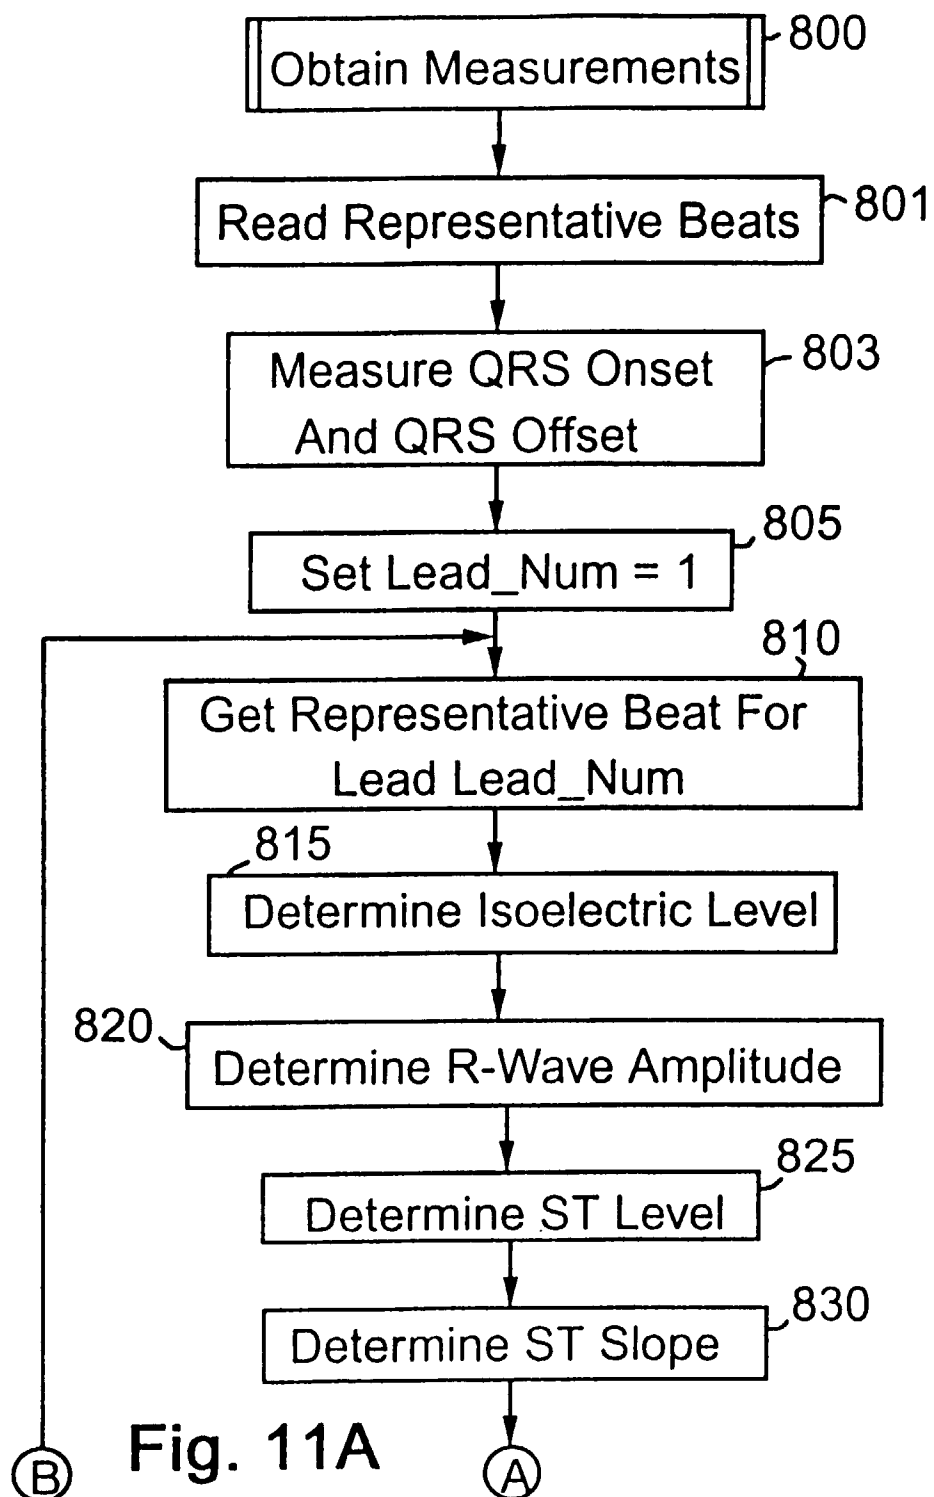 800
Obtain Measurements
801
Read Representative Beats
803
Measure QRS Onset
And QRS Offset
805
Set Lead_Num = 1
810
Get Representative Beat For
Lead Lead_Num
815
Determine Isoelectric Level
820
Determine R-Wave Amplitude
825
Determine ST Level
830
Determine ST Slope
B
Fig. 11A
A